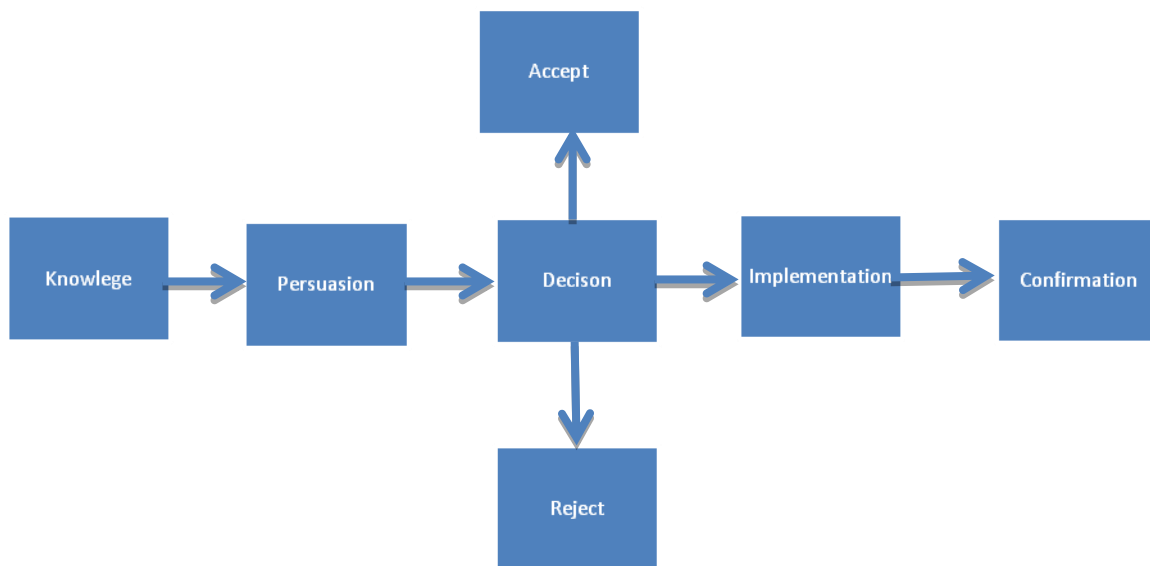 Accept
Knowlege
Persuasion
Decison
Implementation
Confirmation
Reject